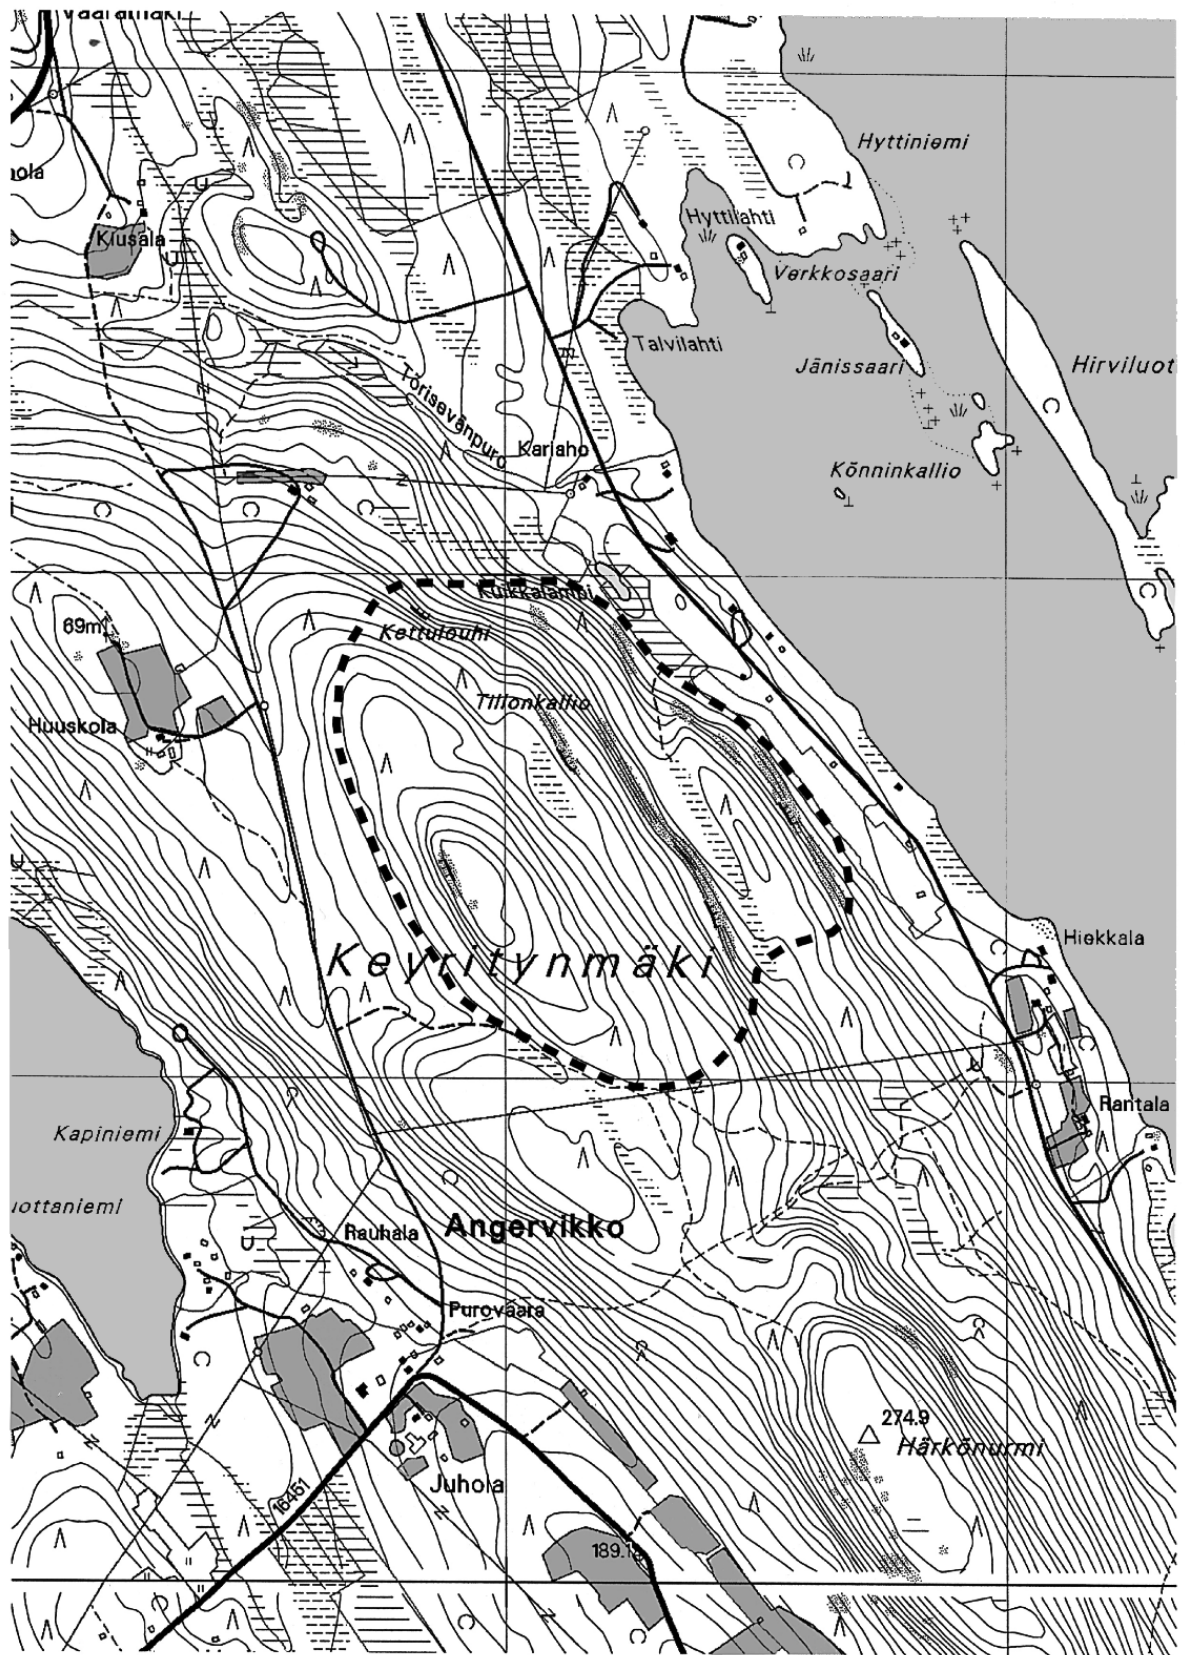 Hyttiniemi
Kiusala
Hyttilahti
Verkkosaari
Talvilahti
Jänissaari
Hirviluot
Törisevänpuro
Kariaho
Könninkallio
Kuikkalampi
69m
Kettulouhi
Tillonkallio
Huuskola
Keyritynmäki
Hiekkala
Rantala
Kapiniemi
uottaniemi
Rauhala
Angervikko
Purovaara
274.9
Härkönurmi
Juhola
16451